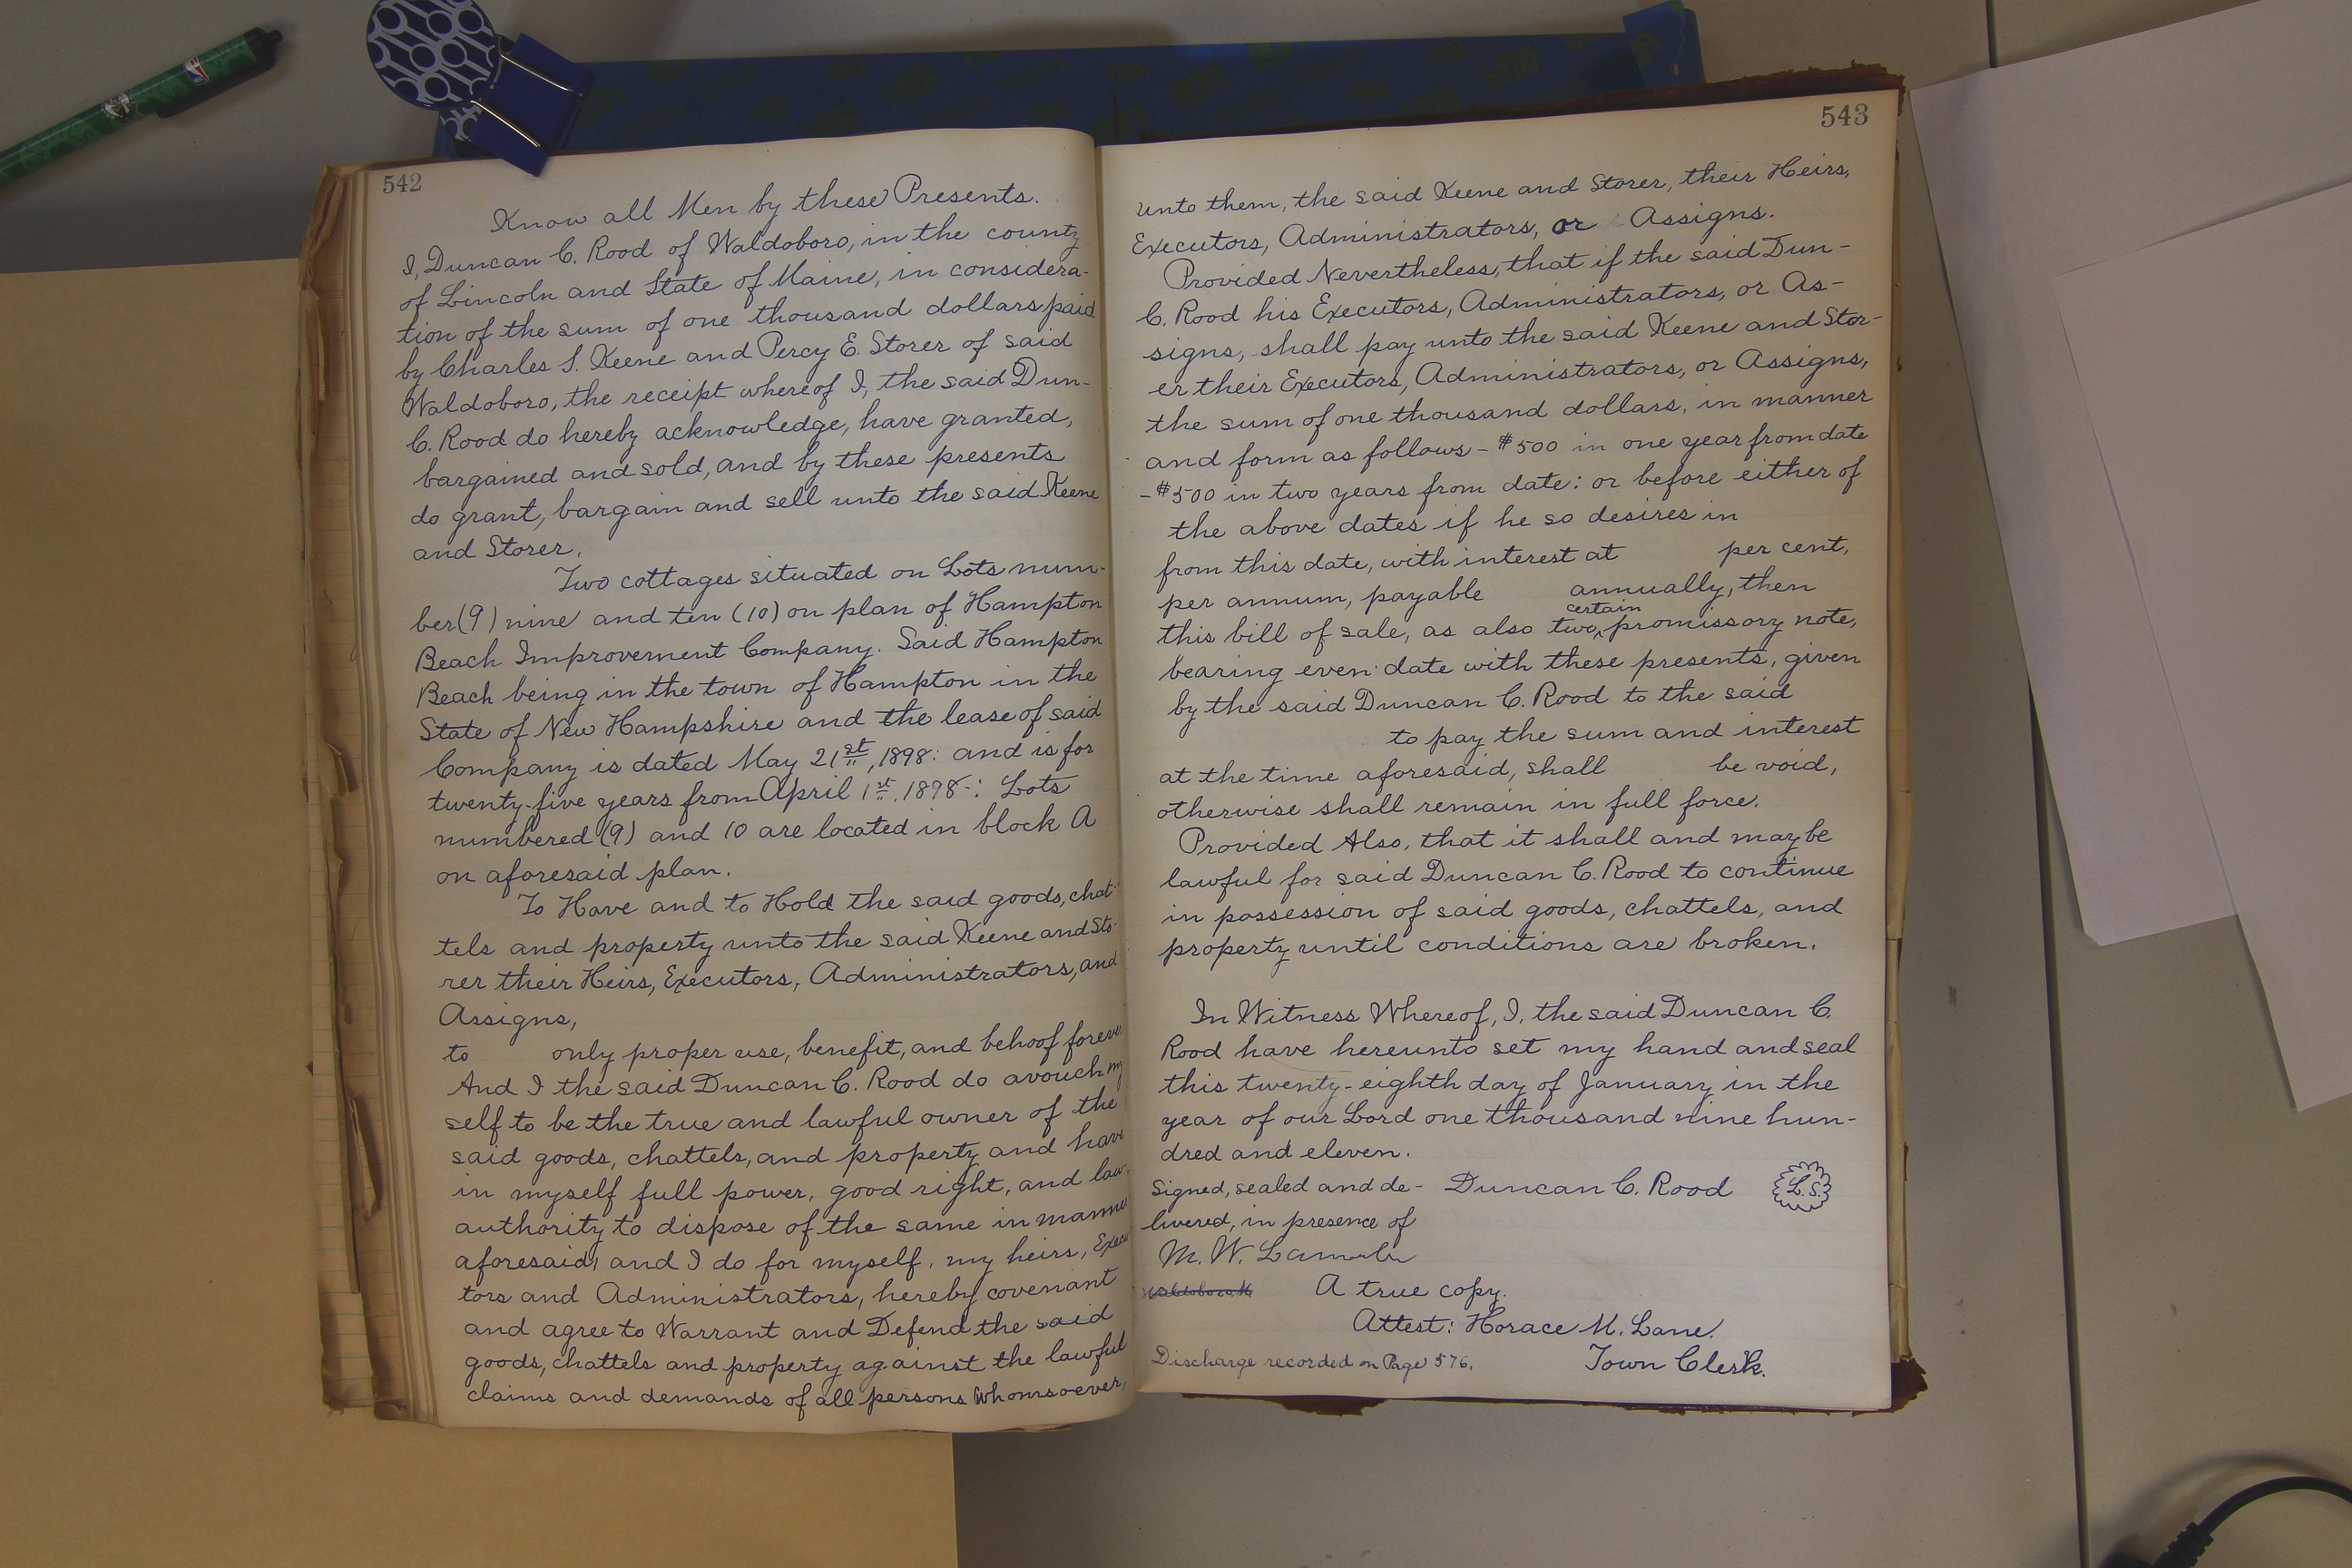 542
Know all Men by these Presents.
I, Duncan C. Rood of Waldoboro, in the county
of Lincoln and State of Maine, in considera-
tion of the sum of one thousand dollars paid
by Charles S. Keene and Percy E. Storer of said
Waldoboro, the receipt whereof I, the said Dun-
C. Rood do hereby acknowledge, have granted,
bargained and sold, and by these presents
do grant, bargain and sell unto the said Keene
and Storer.
Two cottages situated on Lots num-
ber (9) nine and ten (10) on plan of Hampton
Beach Improvement Company. Said Hampton
Beach being in the town of Hampton in the
State of New Hampshire and the lease of said
Company is dated May 21st, 1898: and is for
twenty-five years from April 1st. 1898-: Lots
numbered (9) and 10 are located in block A
on aforesaid plan.
To Have and to Hold the said goods, chat-
tels and property unto the said Keene and Sto-
rer their Heirs, Executors, Administrators, and
Assigns,
to only proper use, benefit, and behoof forever
And I the said Duncan C. Rood do avouch my
self to be the true and lawful owner of the
said goods, chattels, and property and have
in myself full power, good right, and law-
authority to dispose of the same in manner
aforesaid, and I do for myself, my heirs, Execu
tors and Administrators, hereby covenant
and agree to Warrant and Defend the said
goods, chattels and property against the lawful
claims and demands of all persons whomsoever,
543
unto them, the said Keene and Storer, their Heirs,
Executors, Administrators, or Assigns.
Provided Nevertheless, that if the said Dun-
C. Rood his Executors, Administrators, or As-
signs, shall pay unto the said Keene and Stor-
er their Executors, Administrators, or Assigns,
the sum of one thousand dollars, in manner
and form as follows - #500 in one year from date
- #500 in two years from date: or before either of
the above dates if he so desires in
from this date, with interest at per cent,
per annum, payable annually, then
certain
this bill of sale, as also two, promissory note,
bearing even date with these presents, given
by the said Duncan C. Rood to the said
to pay the sum and interest
at the time aforesaid, shall be void,
otherwise shall remain in full force.
Provided Also, that it shall and may be
lawful for said Duncan C. Rood to continue
in possession of said goods, chattels, and
property until conditions are broken.
In Witness Whereof, I, the said Duncan C.
Rood have hereunto set my hand and seal
this twenty-eighth day of January in the
year of our Lord one thousand nine hun-
dred and eleven.
Signed, sealed and de- Duncan C. Rood L.S.
livered, in presence of
M. W.
A true copy.
Attest: Horace M. Lane.
Discharge recorded on Page 576. Town Clerk.